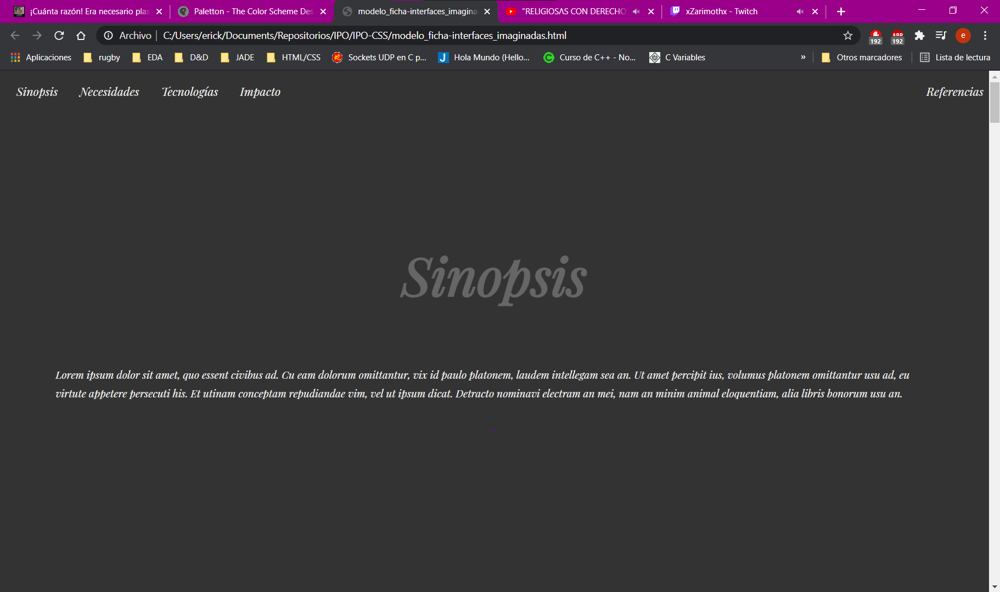 ¡Cuánta razón! Era necesario plas
Paletton - The Color Scheme Des
modelo_ficha-interfaces_imagina
"RELIGIOSAS CON DERECHO
xZarimothx - Twitch
Archivo | C:/Users/erick/Documents/Repositorios/IPO/IPO-CSS/modelo_ficha-interfaces_imaginadas.html
192
ABP
192
e
Aplicaciones
rugby
EDA
D&D
JADE
HTML/CSS
Sockets UDP en C p...
Hola Mundo (Hello...
Curso de C++ - No...
C Variables
»
Otros marcadores
Lista de lectura
Sinopsis Necesidades Tecnologías Impacto Referencias
Sinopsis
Lorem ipsum dolor sit amet, quo essent civibus ad. Cu eam dolorum omittantur, vix id paulo platonem, laudem intellegam sea an. Ut amet percipit ius, volumus platonem omittantur usu ad, eu
virtute appetere persecuti his. Et utinam conceptam repudiandae vim, vel ut ipsum dicat. Detracto nominavi electram an mei, nam an minim animal eloquentiam, alia libris bonorum usu an.